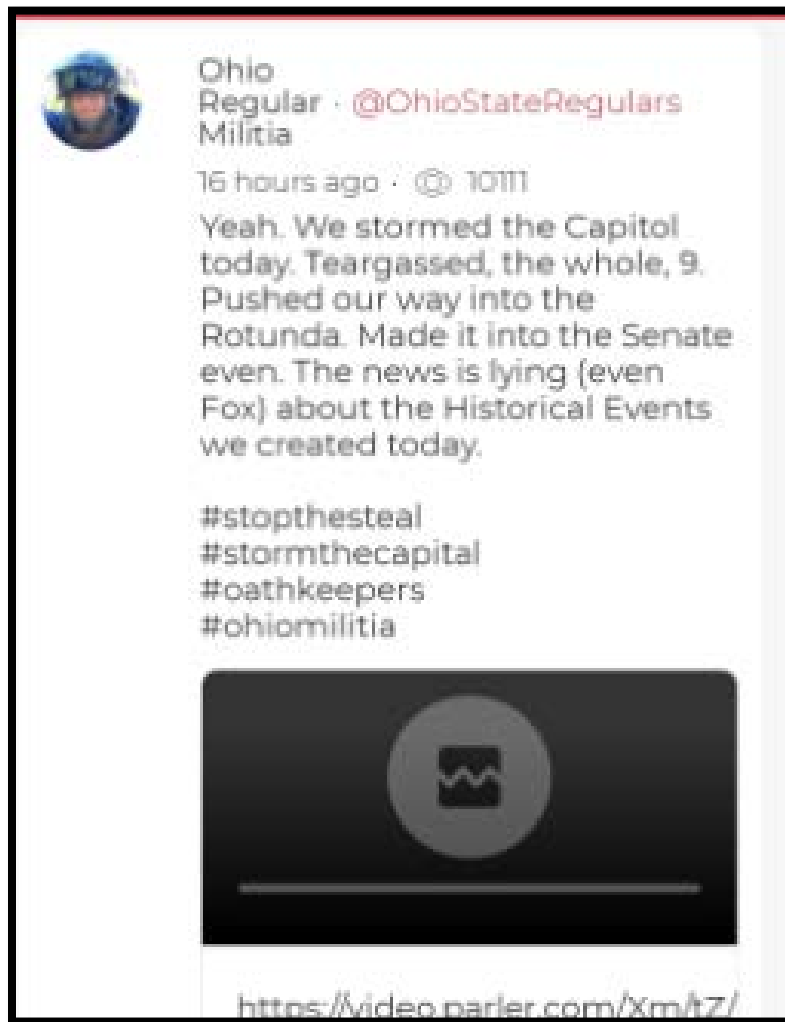 Ohio
Regular · @OhioStateRegulars
Militia
16 hours ago · 10111
Yeah. We stormed the Capitol
today. Teargassed, the whole, 9.
Pushed our way into the
Rotunda. Made it into the Senate
even. The news is lying (even
Fox) about the Historical Events
we created today.
#stopthesteal
#stormthecapital
#oathkeepers
#ohiomilitia
https://video.parler.com/Xm/tZ/